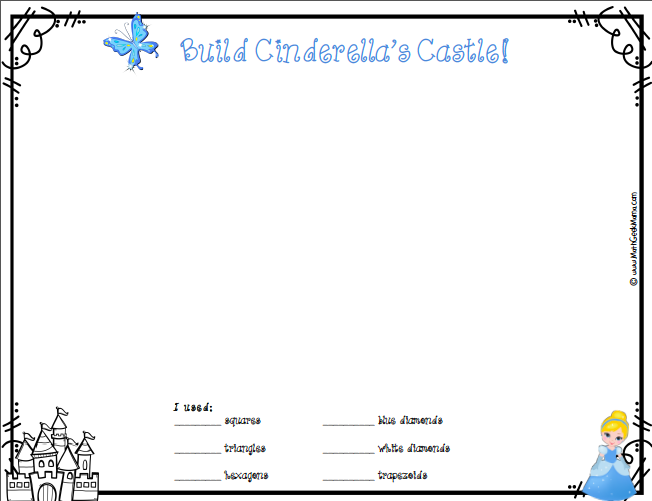 Build Cinderella's Castle!
© www.MathGeekMama.com
I used:
________ squares ________ blue diamonds
________ triangles ________ white diamonds
________ hexagons ________ trapezoids